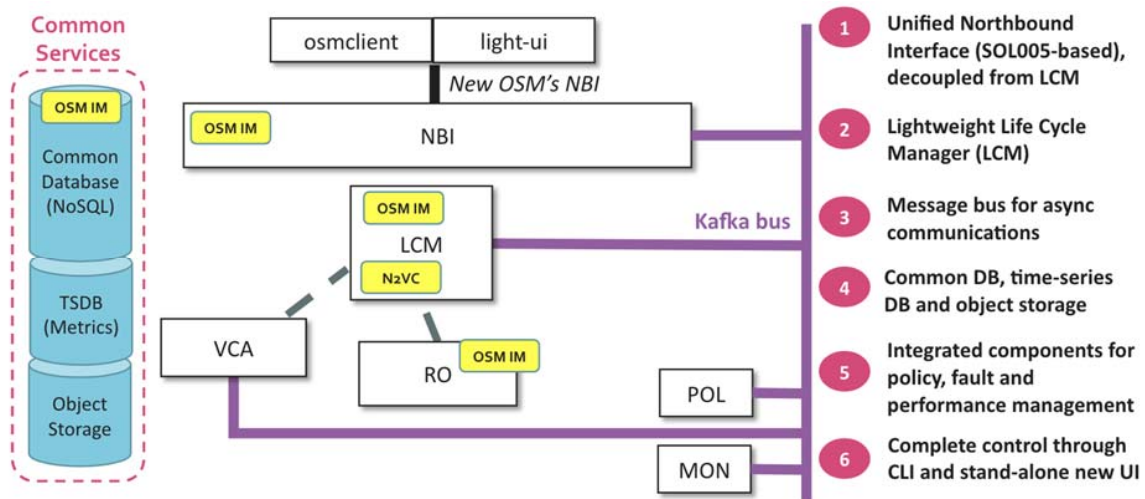 Common
Services
OSM IM
Common
Database
(NoSQL)
TSDB
(Metrics)
Object
Storage
osmclient
light-ui
New OSM's NBI
OSM IM
NBI
OSM IM
LCM
N2VC
Kafka bus
VCA
RO
OSM IM
POL
MON
1
Unified Northbound
Interface (SOL005-based),
decoupled from LCM
2
Lightweight Life Cycle
Manager (LCM)
3
Message bus for async
communications
4
Common DB, time-series
DB and object storage
5
Integrated components for
policy, fault and
performance management
6
Complete control through
CLI and stand-alone new UI